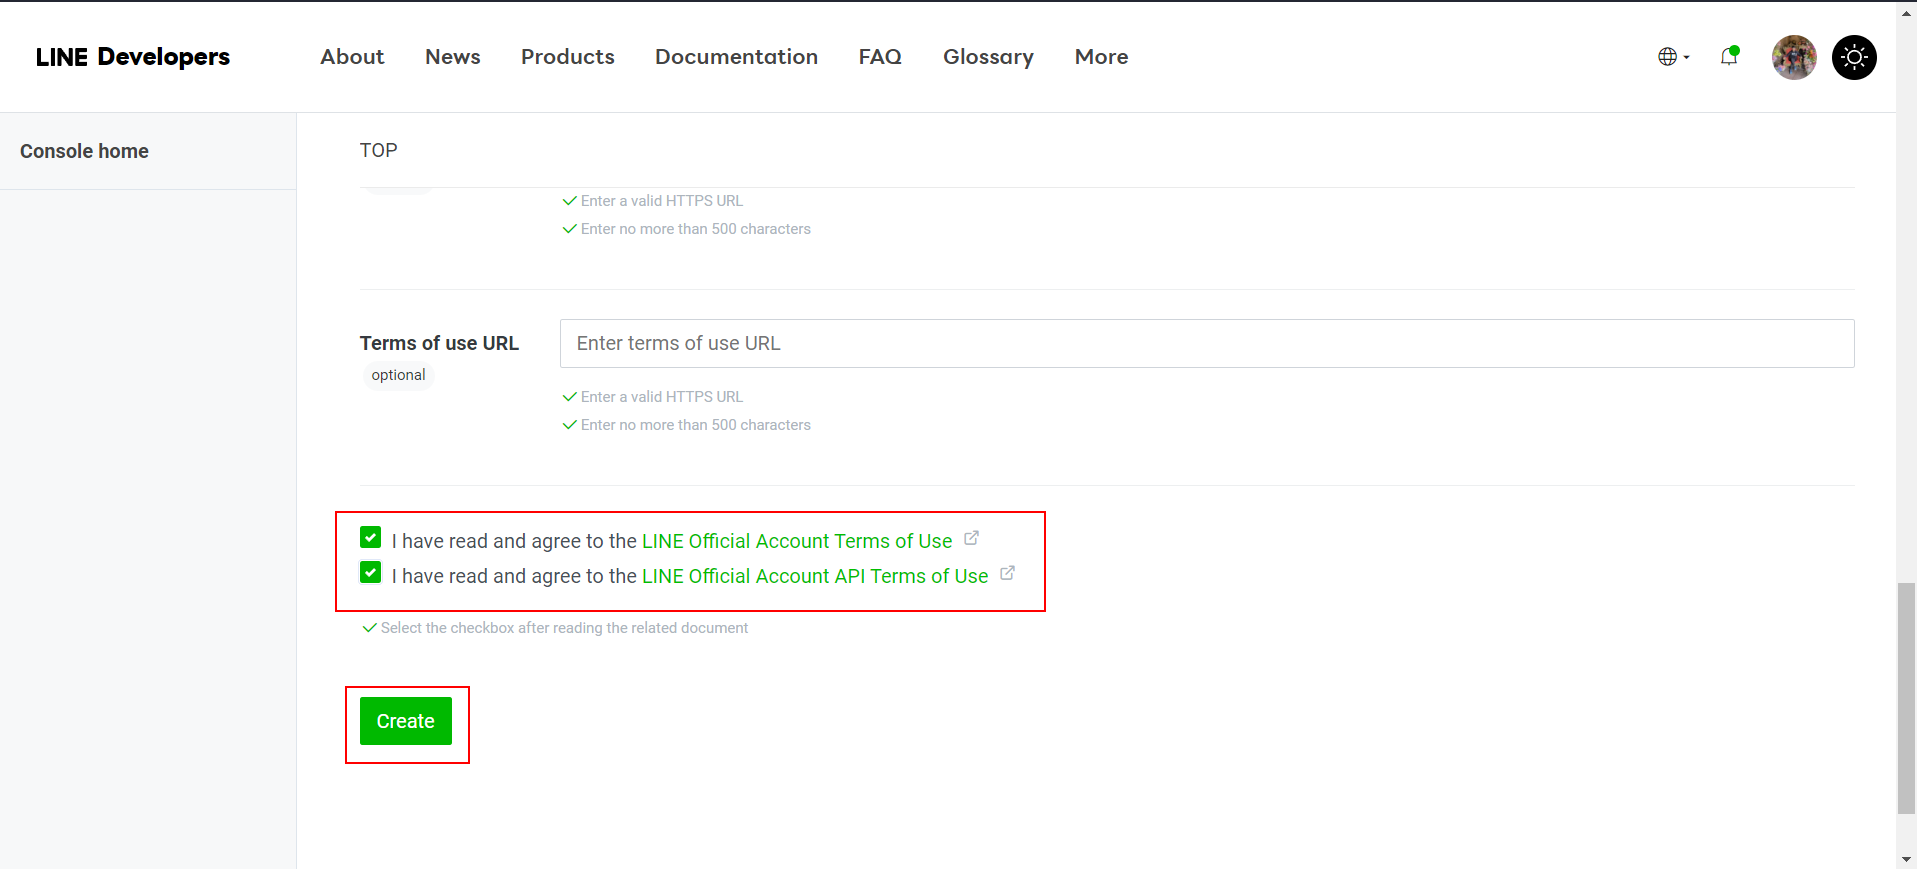 LINE Developers
About News Products Documentation FAQ Glossary More
Console home
TOP
Enter a valid HTTPS URL
Enter no more than 500 characters
Terms of use URL
Enter terms of use URL
optional
Enter a valid HTTPS URL
Enter no more than 500 characters
I have read and agree to the LINE Official Account Terms of Use
I have read and agree to the LINE Official Account API Terms of Use
Select the checkbox after reading the related document
Create